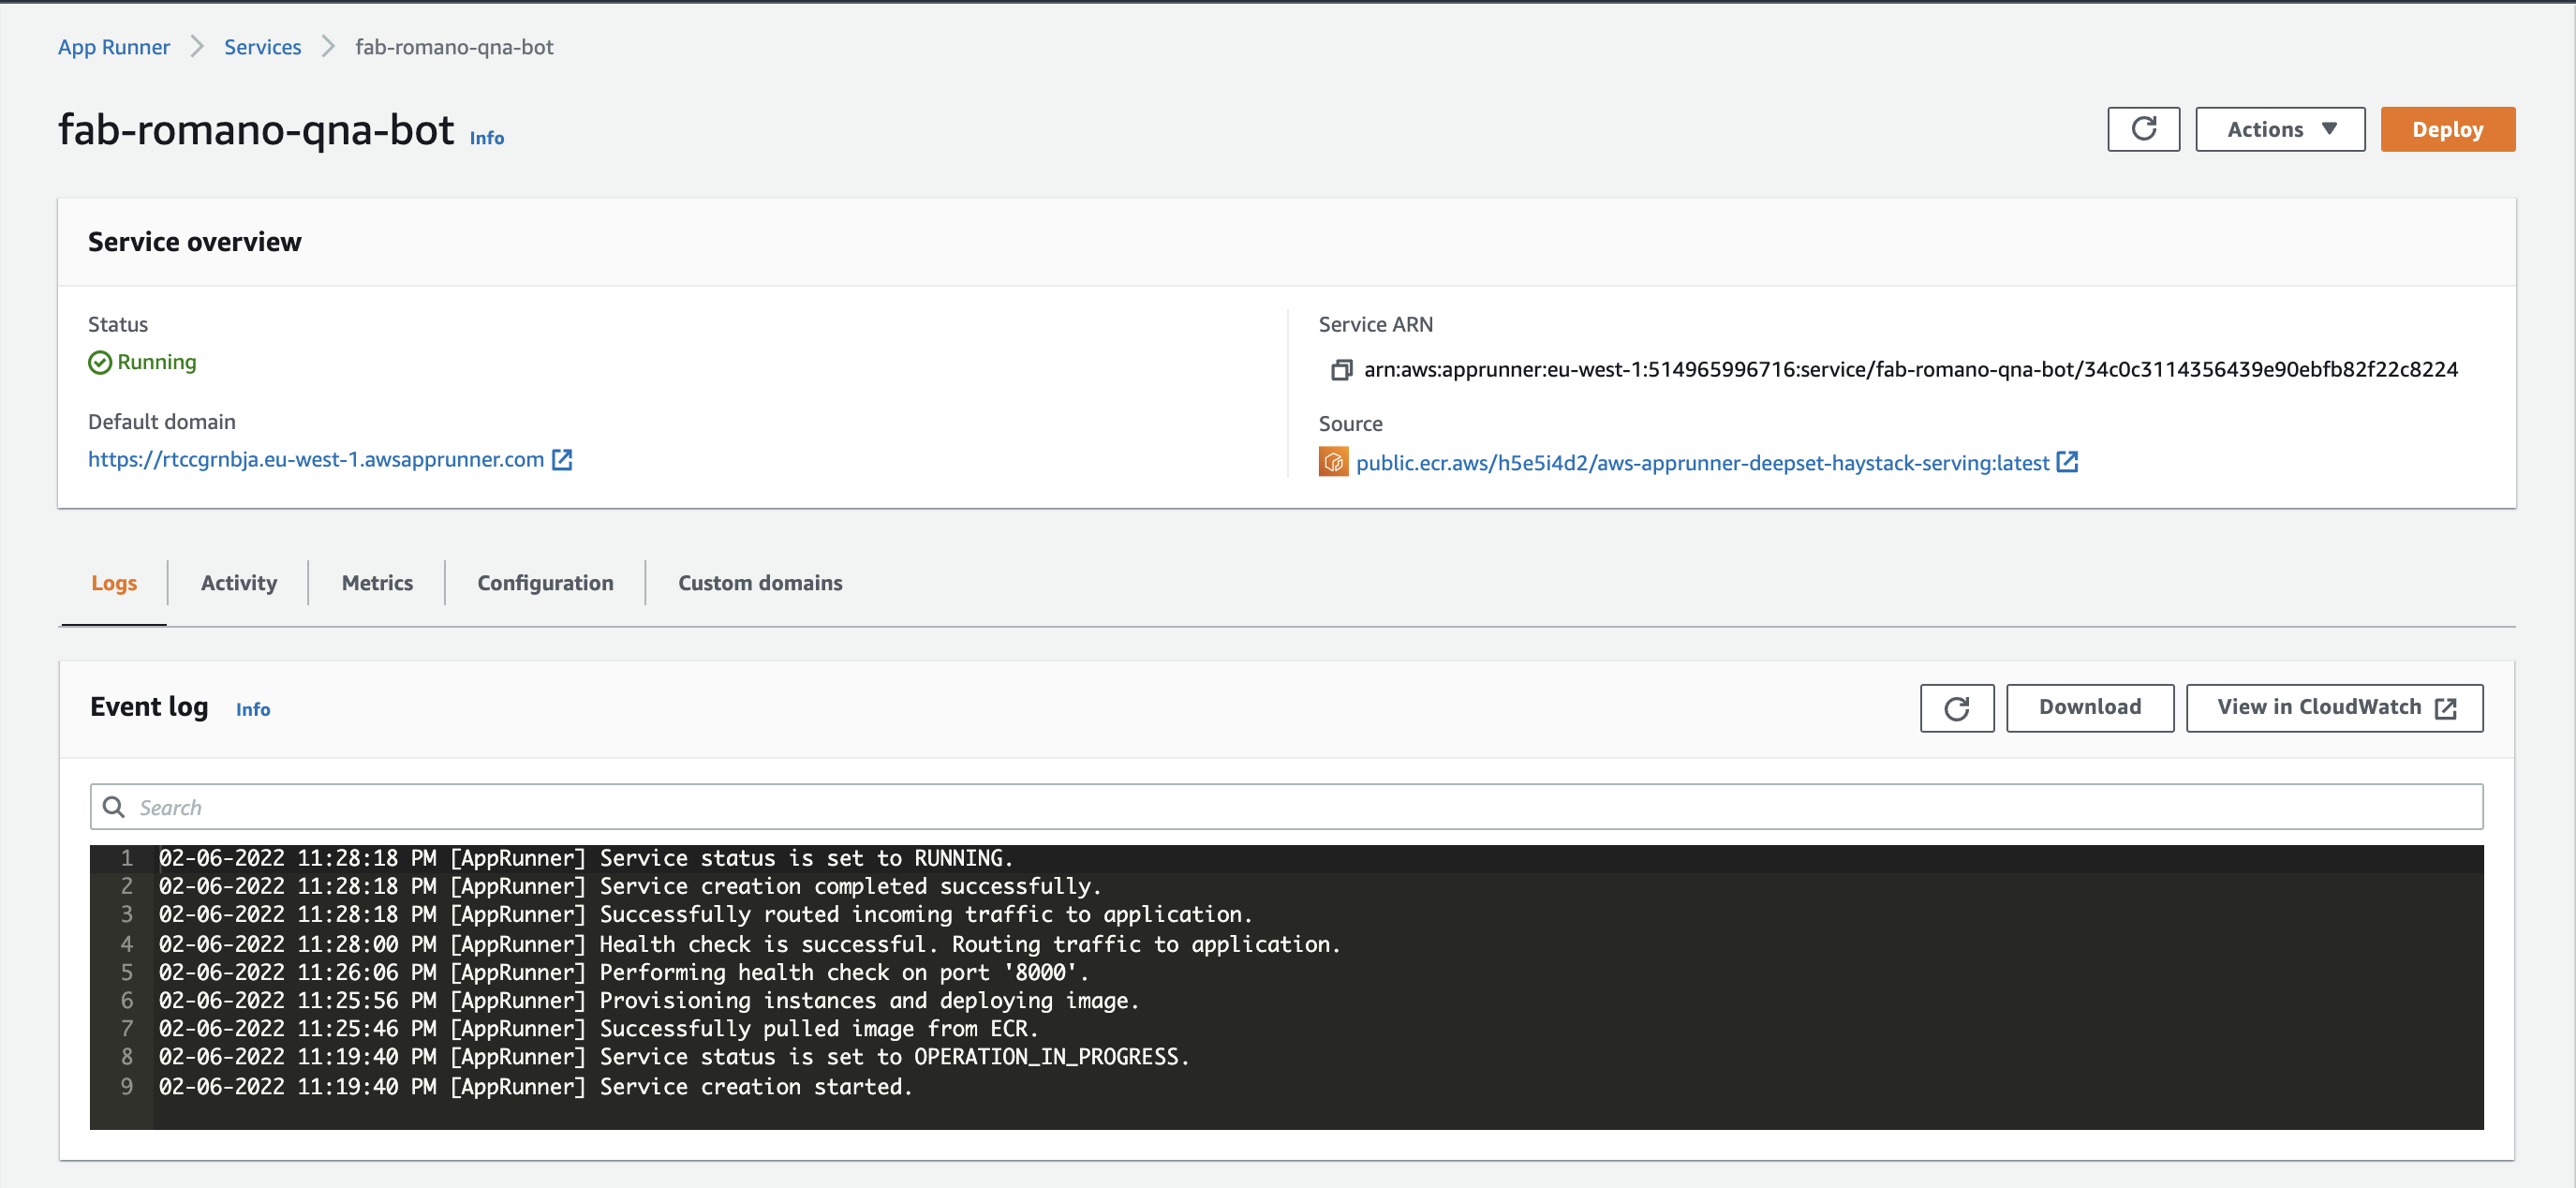 App Runner > Services > fab-romano-qna-bot
fab-romano-qna-bot Info
Actions
Deploy
Service overview
Status
Running
Default domain
https://rtccgrnbja.eu-west-1.awsapprunner.com
Service ARN
arn:aws:apprunner:eu-west-1:514965996716:service/fab-romano-qna-bot/34c0c3114356439e90ebfb82f22c8224
Source
public.ecr.aws/h5e5i4d2/aws-apprunner-deepset-haystack-serving:latest
Logs Activity Metrics Configuration Custom domains
Event log Info
Download
View in CloudWatch
Search
1 02-06-2022 11:28:18 PM [AppRunner] Service status is set to RUNNING.
2 02-06-2022 11:28:18 PM [AppRunner] Service creation completed successfully.
3 02-06-2022 11:28:18 PM [AppRunner] Successfully routed incoming traffic to application.
4 02-06-2022 11:28:00 PM [AppRunner] Health check is successful. Routing traffic to application.
5 02-06-2022 11:26:06 PM [AppRunner] Performing health check on port '8000'.
6 02-06-2022 11:25:56 PM [AppRunner] Provisioning instances and deploying image.
7 02-06-2022 11:25:46 PM [AppRunner] Successfully pulled image from ECR.
8 02-06-2022 11:19:40 PM [AppRunner] Service status is set to OPERATION_IN_PROGRESS.
9 02-06-2022 11:19:40 PM [AppRunner] Service creation started.